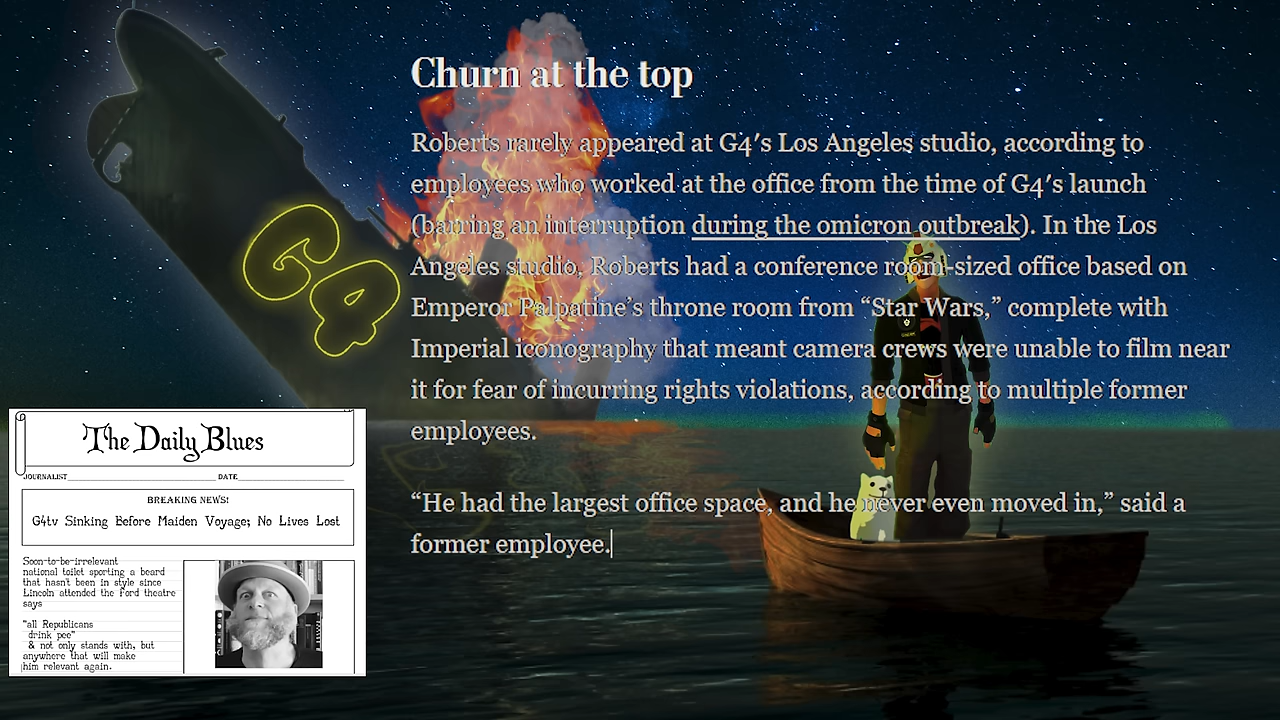 G4
Churn at the top
Roberts rarely appeared at G4's Los Angeles studio, according to
employees who worked at the office from the time of G4's launch
(barring an interruption during the omicron outbreak). In the Los
Angeles studio, Roberts had a conference room-sized office based on
Emperor Palpatine’s throne room from “Star Wars,” complete with
Imperial iconography that meant camera crews were unable to film near
it for fear of incurring rights violations, according to multiple former
employees.
“He had the largest office space, and he never even moved in,” said a
former employee.
The Daily Blues
JOURNALIST DATE
BREAKING NEWS!
G4tv Sinking Before Maiden Voyage; No Lives Lost
Soon-to-be-irrelevant
national toilet sporting a beard
that hasn't been in style since
Lincoln attended the ford theatre
says
"all Republicans
drink pee"
& not only stands with, but
anywhere that will make
him relevant again.